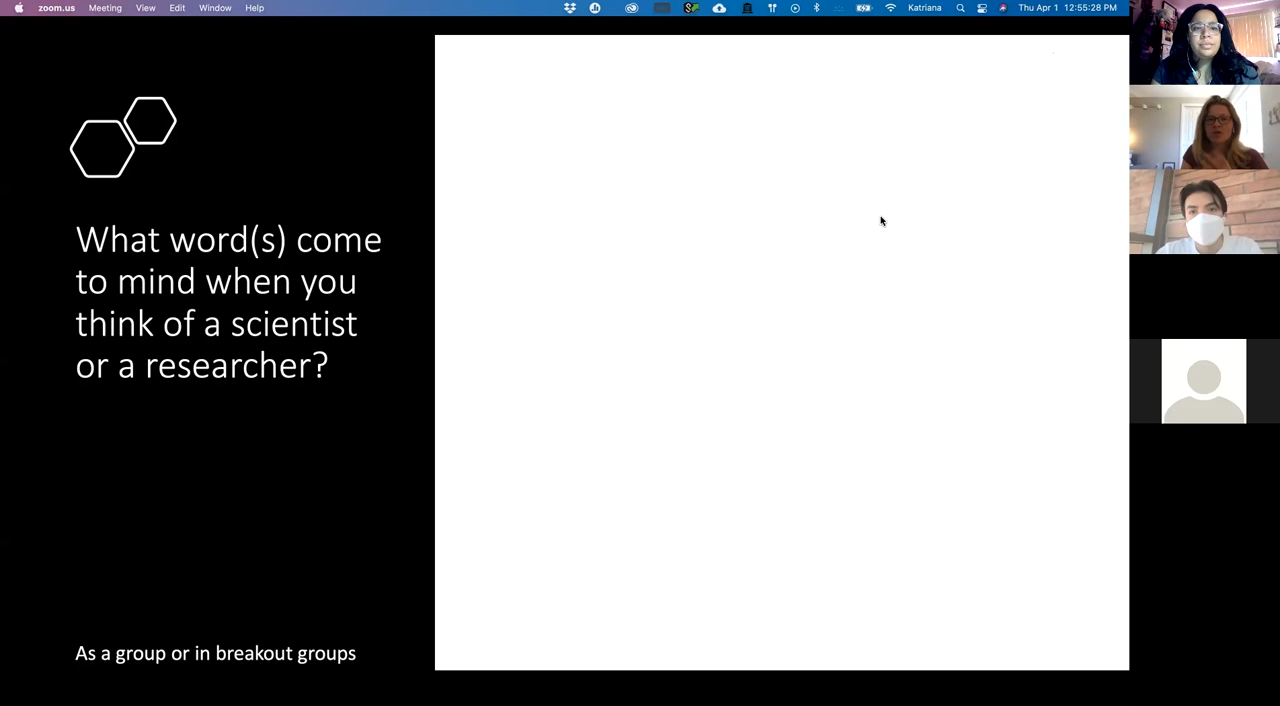 zoom.us Meeting View Edit Window Help Katriana Thu Apr 1 12:55:28 PM
What word(s) come
to mind when you
think of a scientist
or a researcher?
As a group or in breakout groups